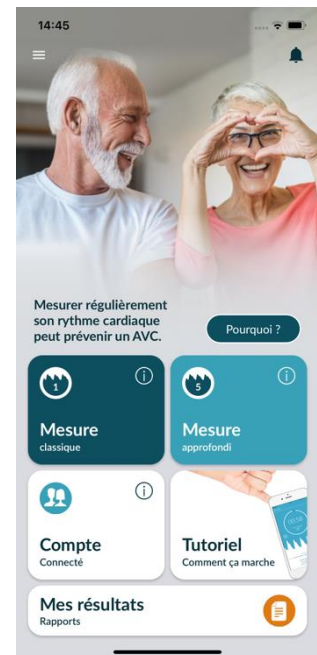 14:45
Mesurer régulièrement
son rythme cardiaque
peut prévenir un AVC.
Pourquoi ?
1
Mesure
classique
5
Mesure
approfondi
Compte
Connecté
Tutoriel
Comment ça marche
Mes résultats
Rapports